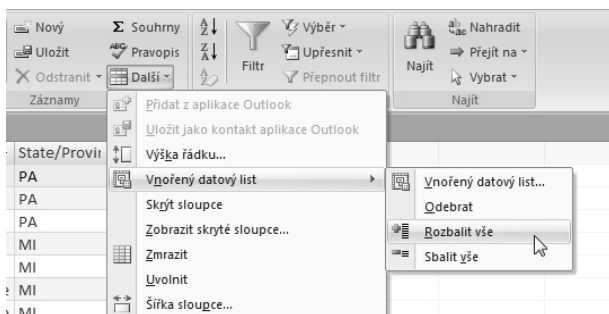 Nový
Uložit
Odstranit
Záznamy
Souhrny
Pravopis
Další
Filtr
Výběr
Upřesnit
Přepnout filtr
Najít
Nahradit
Přejít na
Vybrat
Najít
State/Provin
PA
PA
PA
MI
MI
MI
MI
Přidat z aplikace Outlook
Uložit jako kontakt aplikace Outlook
Výška řádku...
Vnořený datový list
Skrýt sloupce
Zobrazit skryté sloupce...
Zmrazit
Uvolnit
Šířka sloupce...
Vnořený datový list...
Odebrat
Rozbalit vše
Sbalit vše